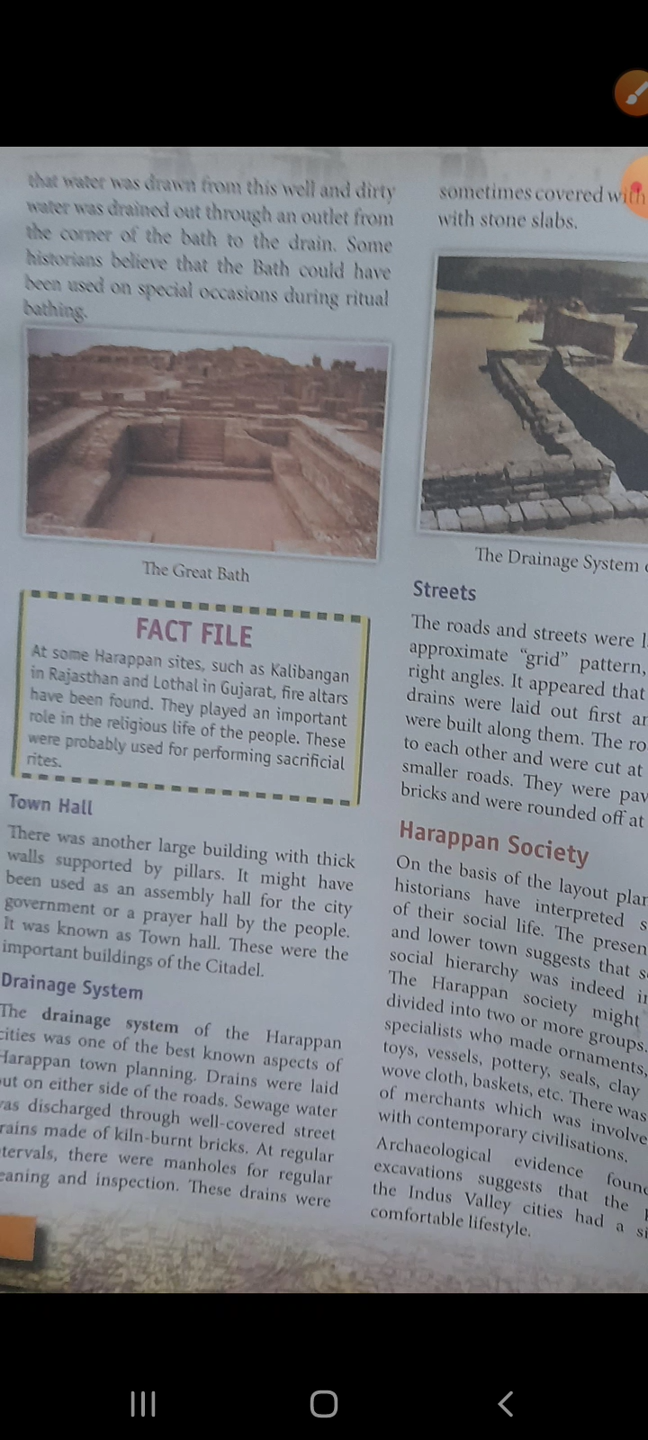 that water was drawn from this well and dirty
water was drained out through an outlet from
the corner of the bath to the drain. Some
historians believe that the Bath could have
been used on special occasions during ritual
bathing.
The Great Bath
FACT FILE
At some Harappan sites, such as Kalibangan
in Rajasthan and Lothal in Gujarat, fire altars
have been found. They played an important
role in the religious life of the people. These
were probably used for performing sacrificial
rites.
Town Hall
There was another large building with thick
walls supported by pillars. It might have
been used as an assembly hall for the city
government or a prayer hall by the people.
It was known as Town hall. These were the
important buildings of the Citadel.
Drainage System
The drainage system of the Harappan
cities was one of the best known aspects of
Harappan town planning. Drains were laid
out on either side of the roads. Sewage water
was discharged through well-covered street
rains made of kiln-burnt bricks. At regular
tervals, there were manholes for regular
eaning and inspection. These drains were
sometimes covered with
with stone slabs.
The Drainage System
Streets
The roads and streets were l
approximate "grid" pattern,
right angles. It appeared that
drains were laid out first ar
were built along them. The ro
to each other and were cut at
smaller roads. They were pav
bricks and were rounded off at
Harappan Society
On the basis of the layout plan
historians have interpreted s
of their social life. The presen
and lower town suggests that s
social hierarchy was indeed i
The Harappan society might
divided into two or more groups.
specialists who made ornaments,
toys, vessels, pottery, seals, clay
wove cloth, baskets, etc. There was
of merchants which was involve
with contemporary civilisations.
Archaeological evidence foun
excavations suggests that the
the Indus Valley cities had a si
comfortable lifestyle.